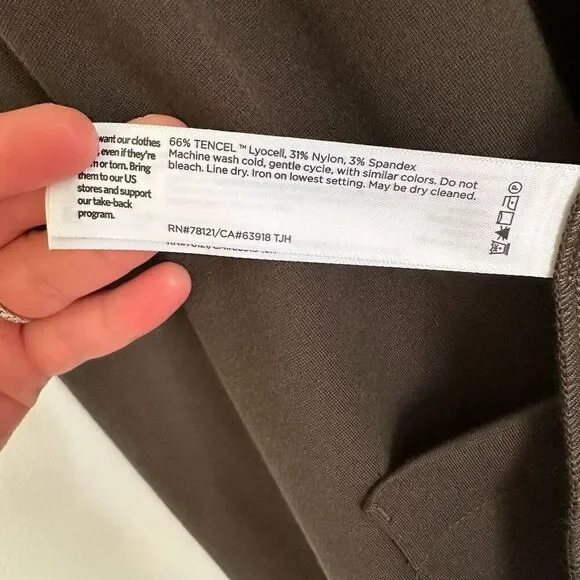 want our clothes
, even if they're
or torn. Bring
them to our US
stores and support
our take-back
program.
66% TENCEL ™ Lyocell, 31% Nylon, 3% Spandex
Machine wash cold, gentle cycle, with similar colors. Do not
bleach. Line dry. Iron on lowest setting. May be dry cleaned.
RN#78121/CA#63918 TJH